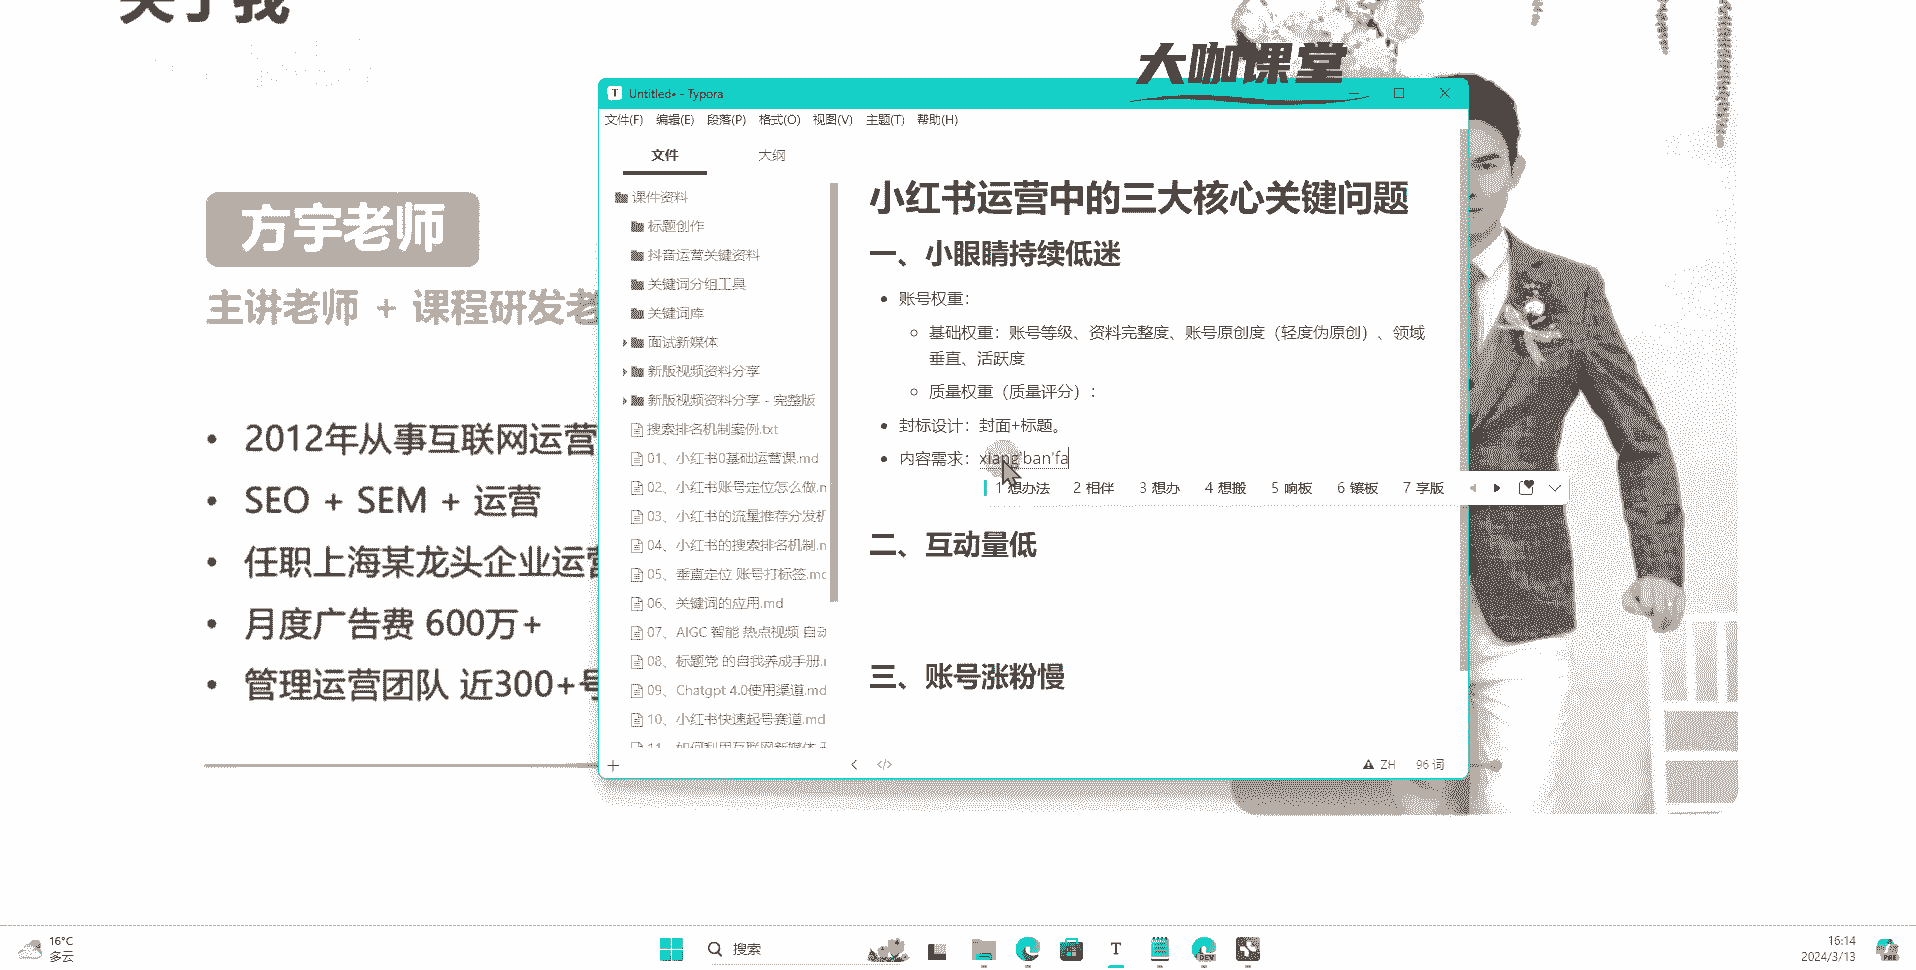 关于我
大咖课堂
方宇老师
主讲老师 + 课程研发老
2012年从事互联网运营
SEO + SEM + 运营
任职上海某龙头企业运营
月度广告费 600万+
管理运营团队 近300+号
Untitled• - Typora
文件(F) 编辑(E) 段落(P) 格式(O) 视图(V) 主题(T) 帮助(H)
文件 大纲
课件资料
标题创作
抖音运营关键资料
关键词分组工具
关键词库
面试新媒体
新版视频资料分享
新版视频资料分享 - 完整版
搜索排名机制案例.txt
01、小红书0基础运营课.md
02、小红书账号定位怎么做.m
03、小红书的流量推荐分发机
04、小红书的搜索排名机制.m
05、垂直定位 账号打标签.mc
06、关键词的应用.md
07、AIGC 智能 热点视频 自动
08、标题党 的自我养成手册.
09、Chatgpt 4.0使用渠道.md
10、小红书快速起号赛道.md
小红书运营中的三大核心关键问题
一、小眼睛持续低迷
账号权重：
基础权重：账号等级、资料完整度、账号原创度（轻度伪原创）、领域
垂直、活跃度
质量权重（质量评分）：
封标设计：封面+标题。
内容需求：xiang'ban'fa
1 想办法 2 相伴 3 想办 4 想搬 5 响板 6 镶板 7 享版
二、互动量低
三、账号涨粉慢
ZH 96 词
16°C
多云
搜索
T
DEV
16:14
2024/3/13
PRE